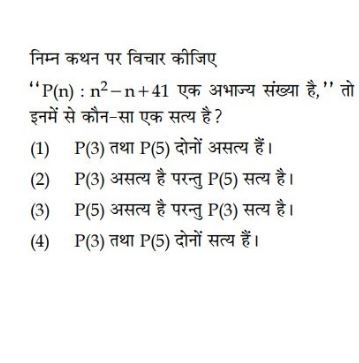 निम्न कथन पर विचार कीजिए
‘‘P(n) : n²−n+41 एक अभाज्य संख्या है,’’ तो
इनमें से कौन-सा एक सत्य है?
(1) P(3) तथा P(5) दोनों असत्य हैं।
(2) P(3) असत्य है परन्तु P(5) सत्य है।
(3) P(5) असत्य है परन्तु P(3) सत्य है।
(4) P(3) तथा P(5) दोनों सत्य हैं।